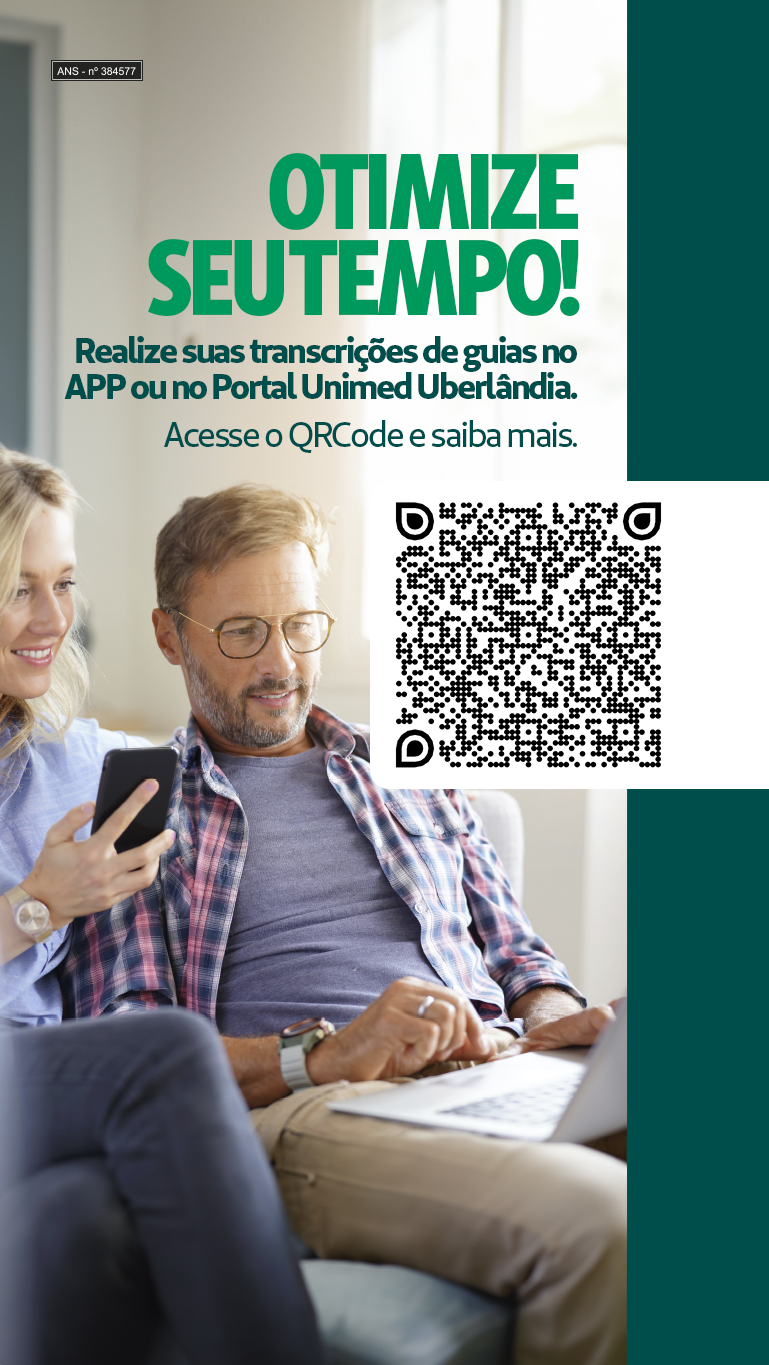 ANS - nº 384577
OTIMIZE
SEU TEMPO!
Realize suas transcrições de guias no
APP ou no Portal Unimed Uberlândia.
Acesse o QRCode e saiba mais.